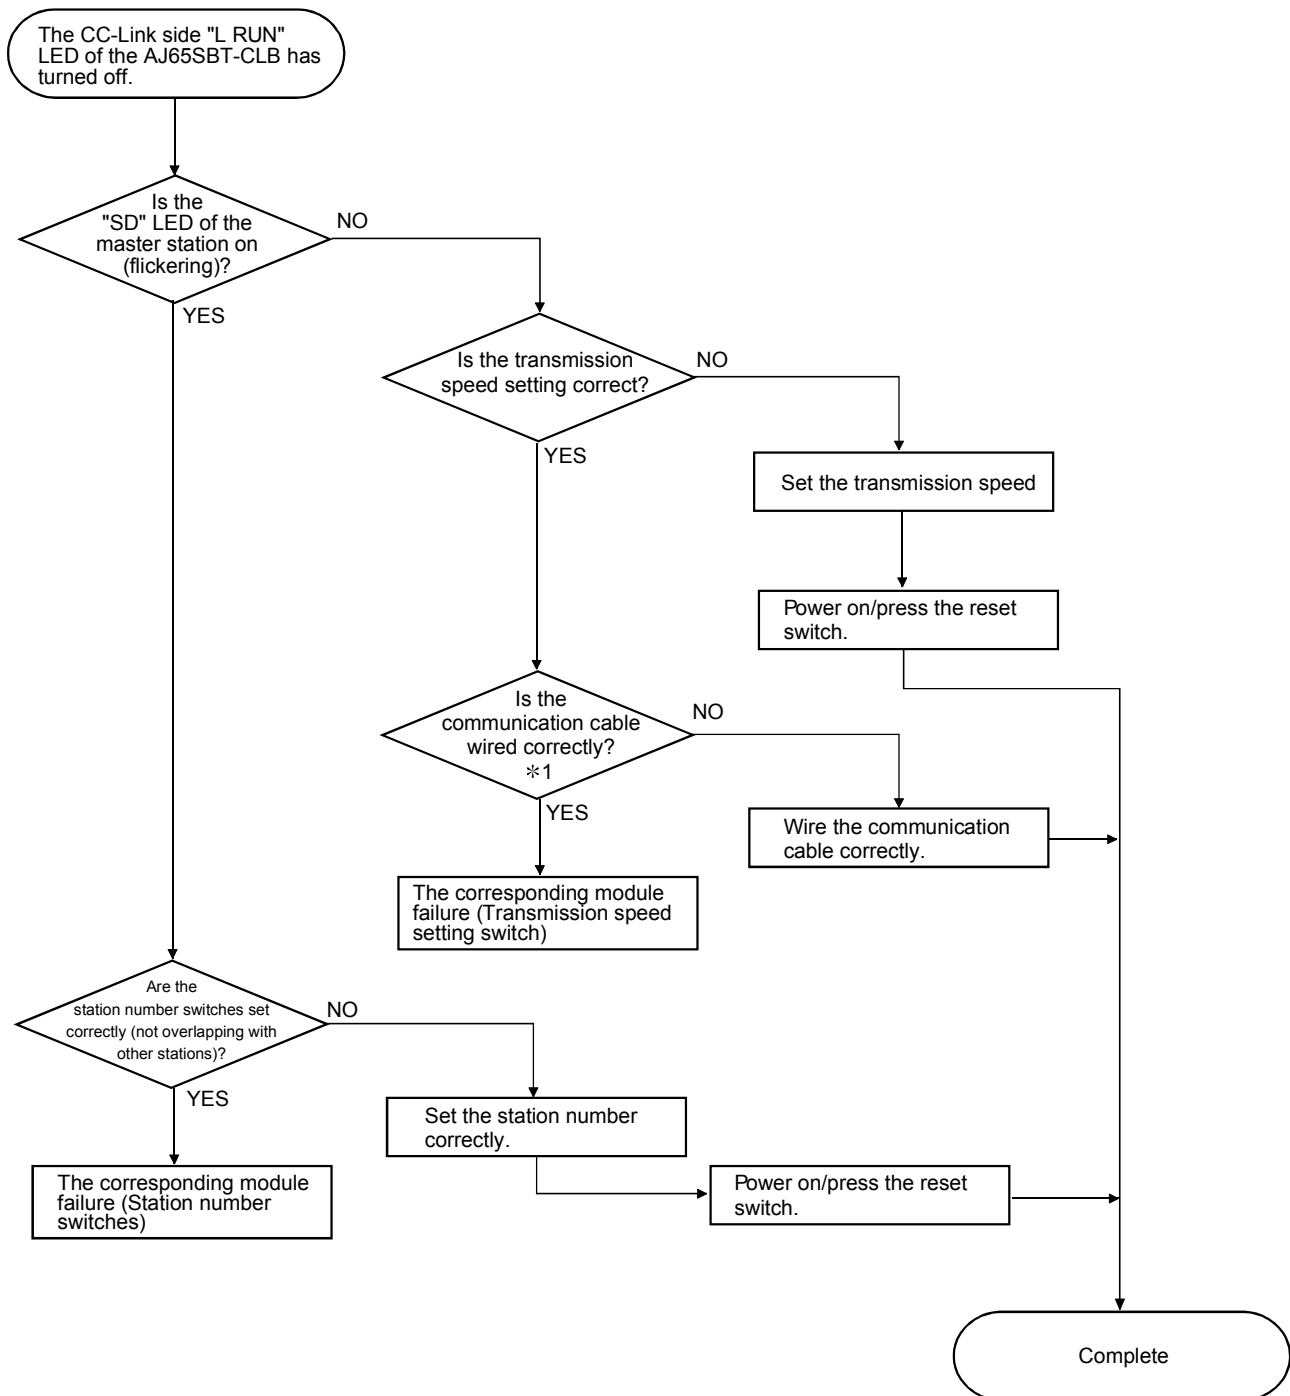 The CC-Link side "L RUN"
LED of the AJ65SBT-CLB has
turned off.
Is the
"SD" LED of the
master station on
(flickering)?
NO
YES
Is the transmission
speed setting correct?
NO
YES
Set the transmission speed
Power on/press the reset
switch.
Is the
communication cable
wired correctly?
＊1
NO
YES
Wire the communication
cable correctly.
The corresponding module
failure (Transmission speed
setting switch)
Are the
station number switches set
correctly (not overlapping with
other stations)?
NO
YES
Set the station number
correctly.
The corresponding module
failure (Station number
switches)
Power on/press the reset
switch.
Complete